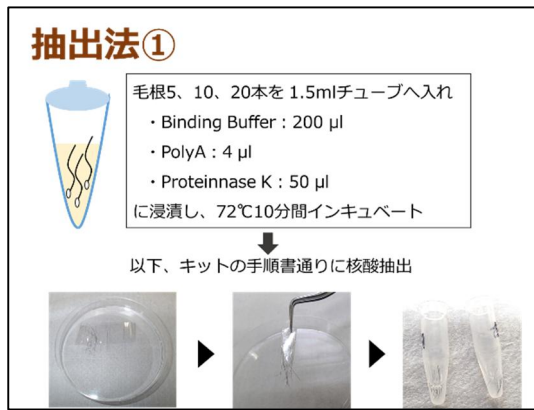 抽出法①
毛根5、10、20本を 1.5mlチューブへ入れ
・Binding Buffer：200 μl
・PolyA：4 μl
・Proteinnase K：50 μl
に浸漬し、72℃10分間インキュベート
以下、キットの手順書通りに核酸抽出